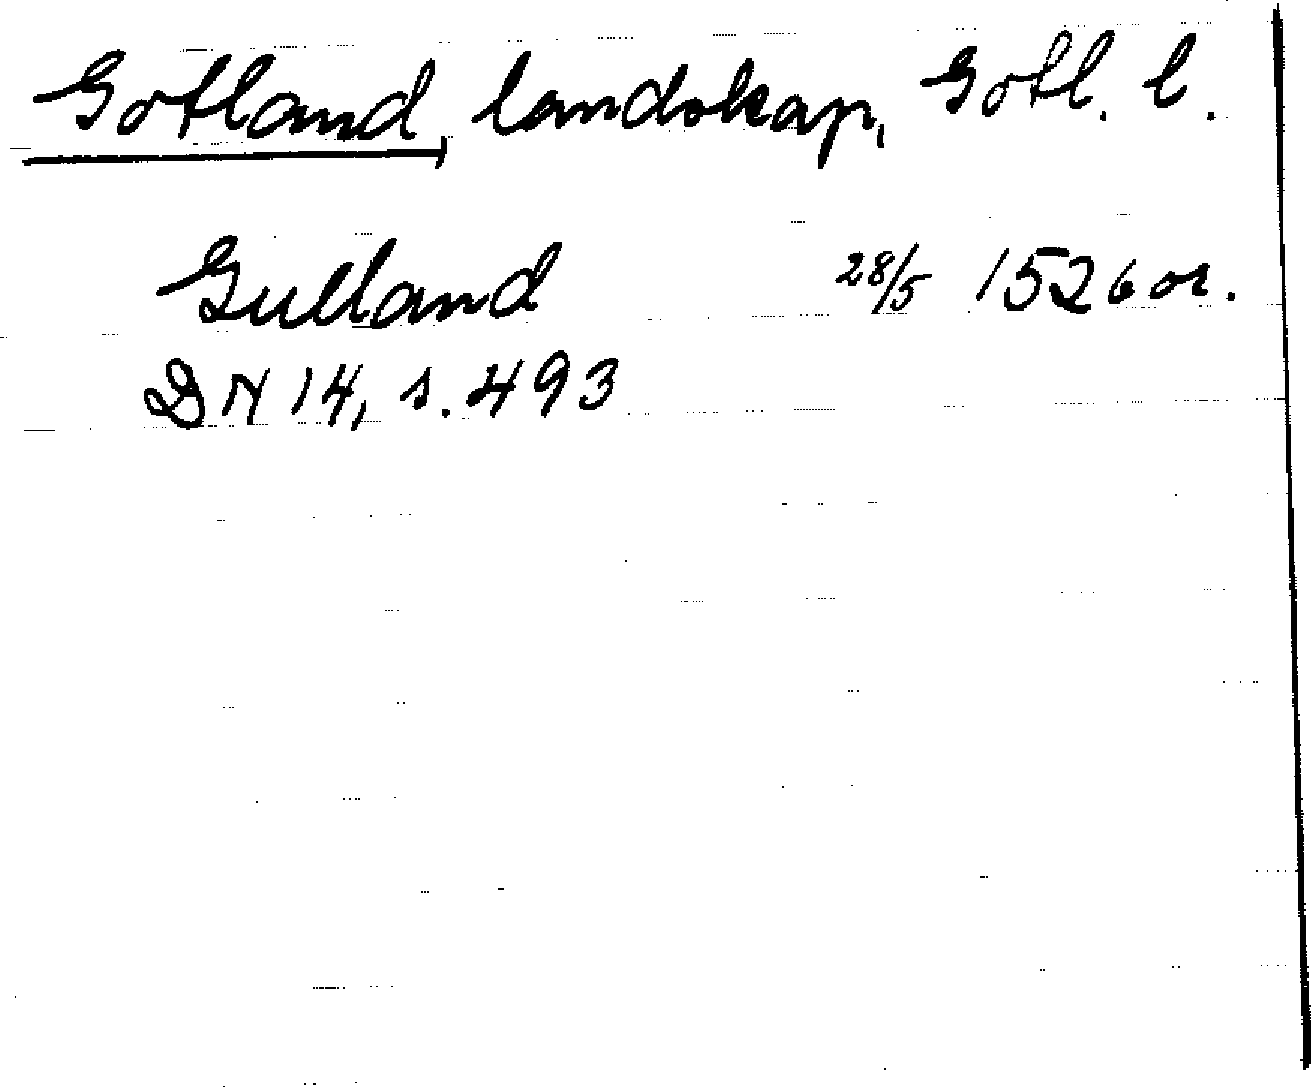 Gotland, landskap, Gotl. l.
Gulland 28/5 1526 or.
DN 14, s. 493